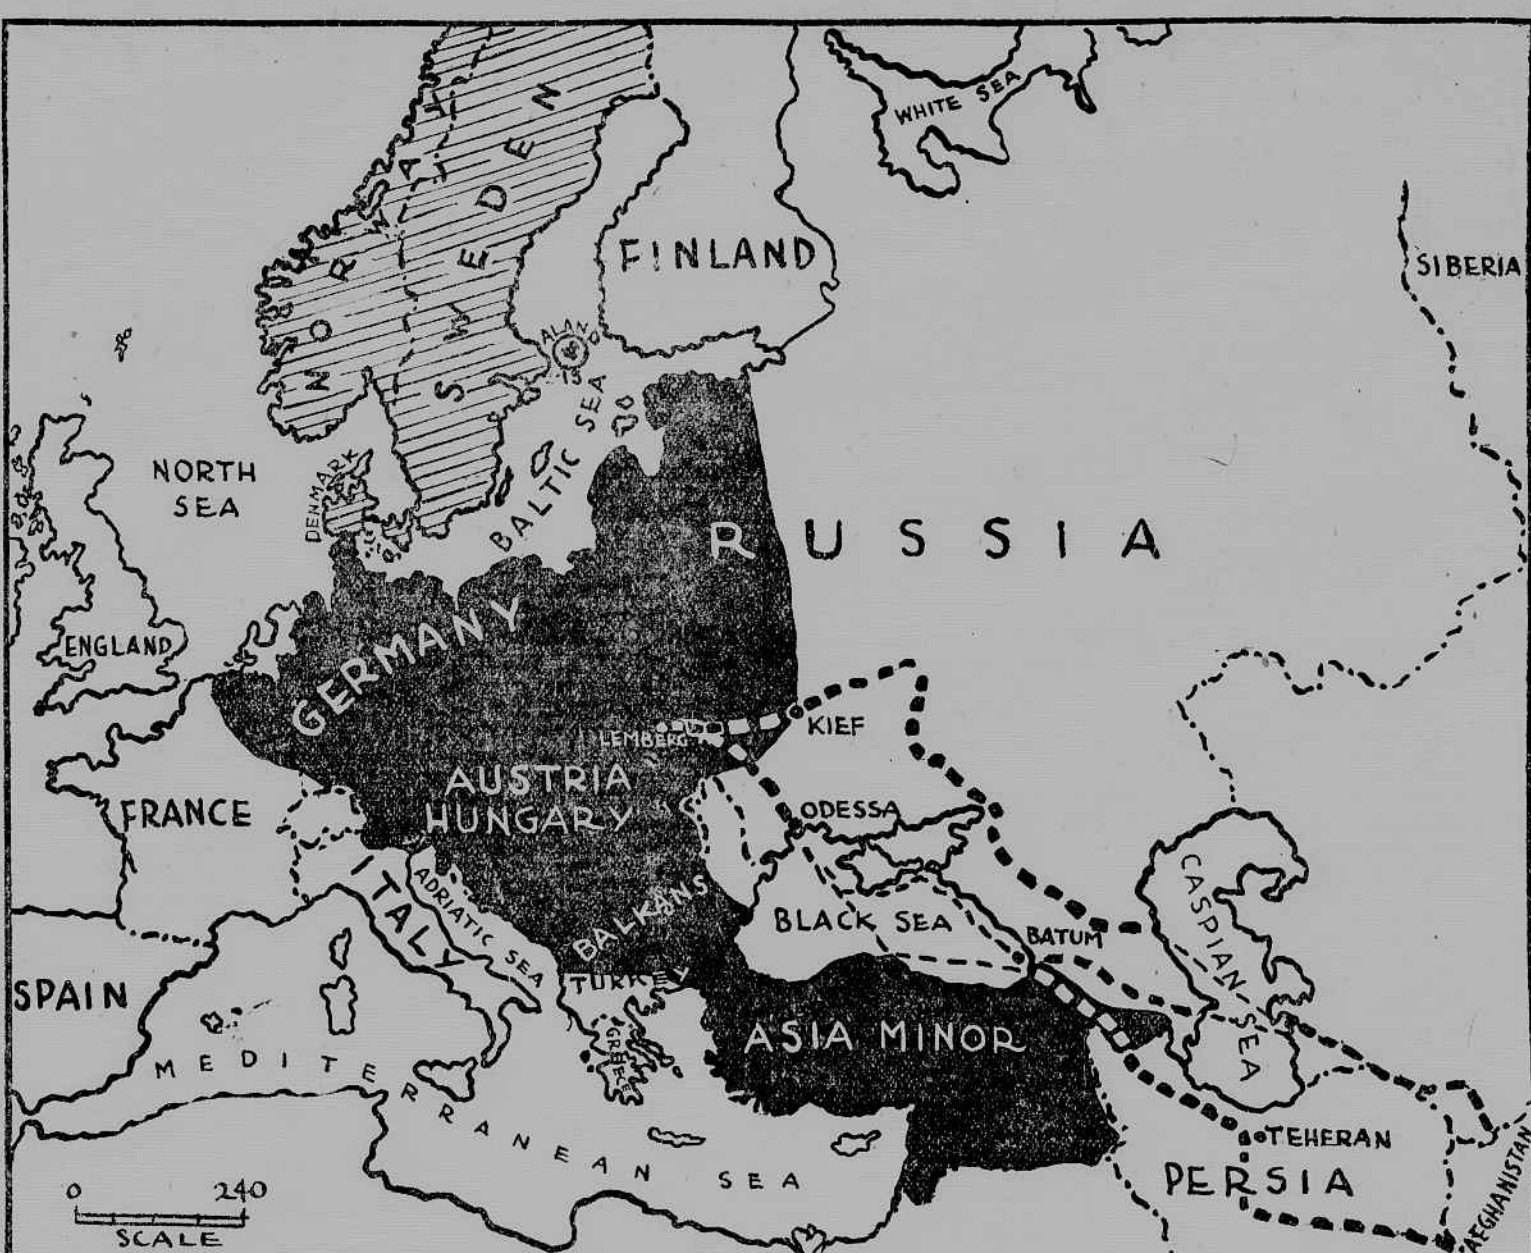 WHITE SEA
NORWAY
SWEDEN
FINLAND
SIBERIA
ALAND
IS
BALTIC SEA
NORTH
SEA
DENMARK
RUSSIA
ENGLAND
GERMANY
KIEF
LEMBERG
AUSTRIA
HUNGARY
ODESSA
FRANCE
ITALY
ADRIATIC SEA
BALKANS
BLACK SEA
BATUM
CASPIAN SEA
TURKEY
SPAIN
ASIA MINOR
GREECE
MEDITERRANEAN SEA
TEHERAN
PERSIA
AFGHANISTAN
0 240
SCALE